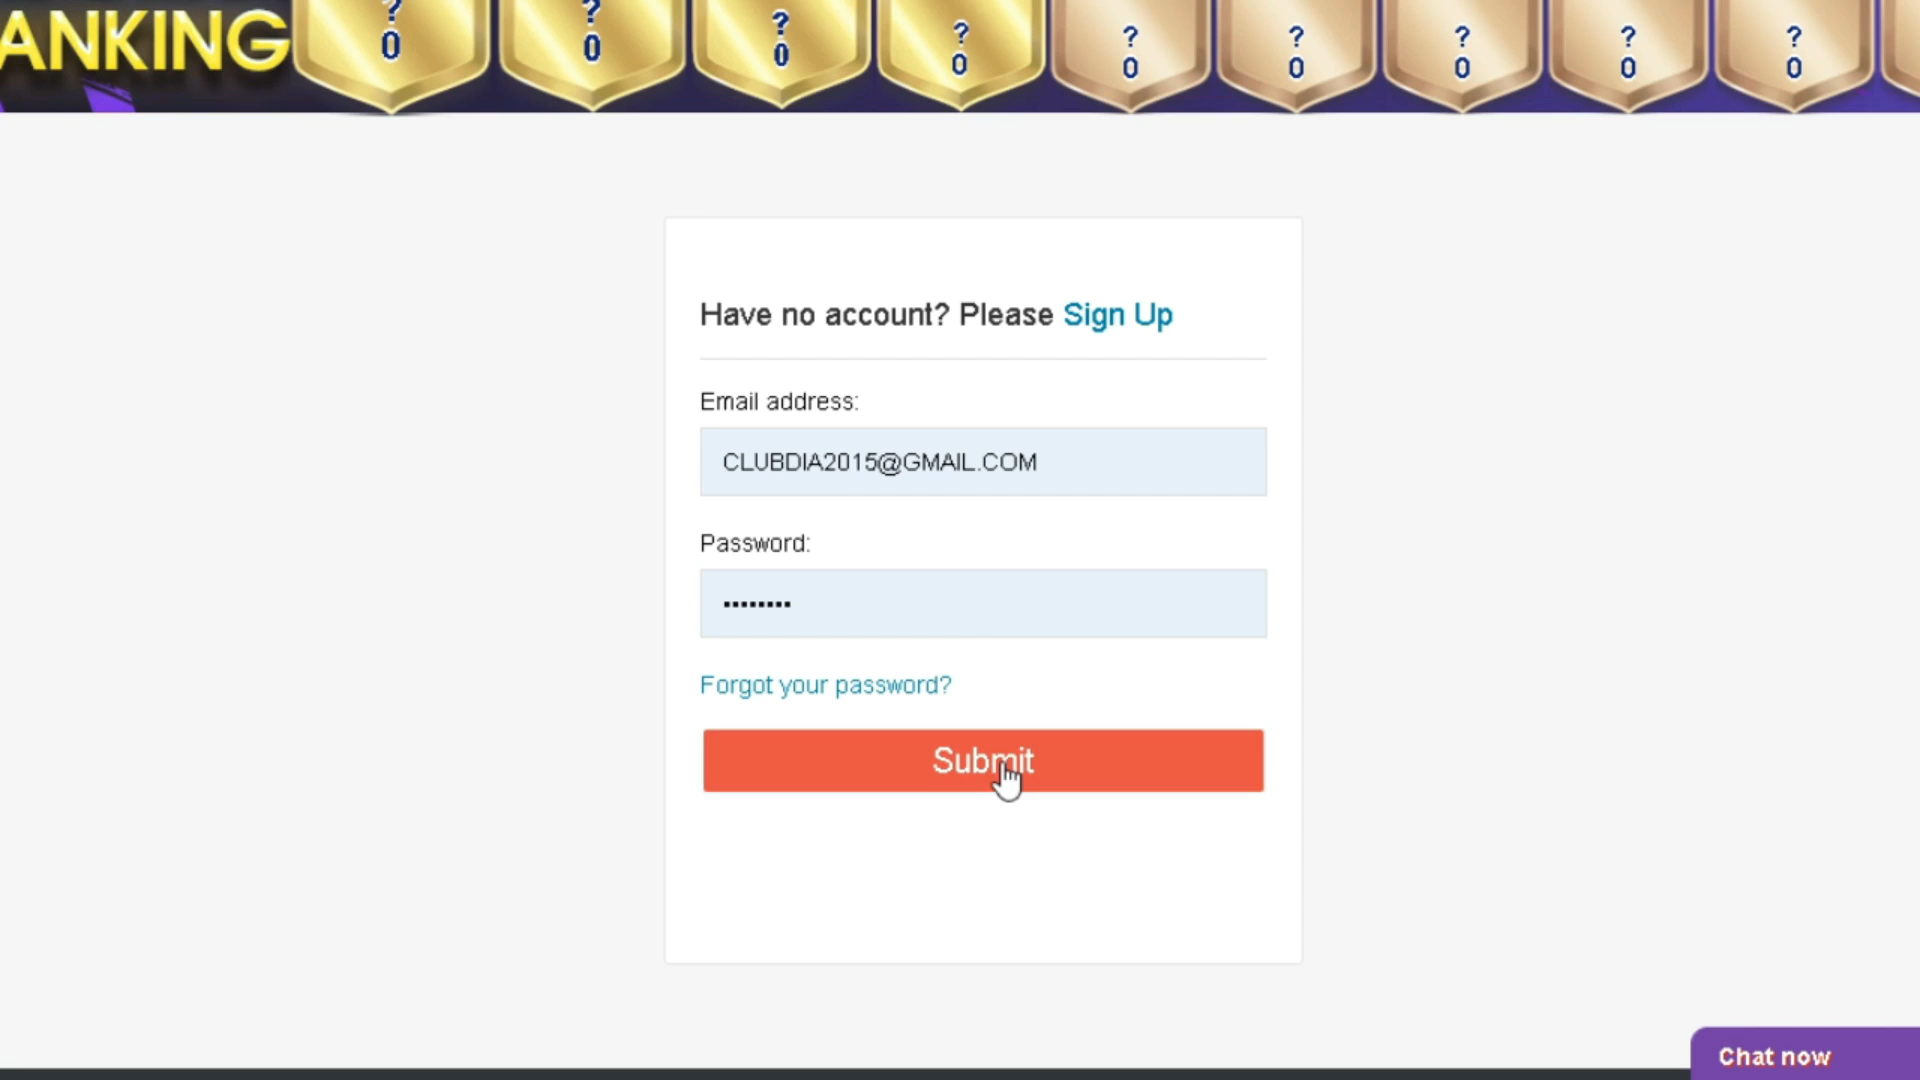 ANKING
? ? ? ? ? ? ? ? ?
0 0 0 0 0 0 0 0 0
Have no account? Please Sign Up
Email address:
CLUBDIA2015@GMAIL.COM
Password:
••••••••
Forgot your password?
Submit
Chat now